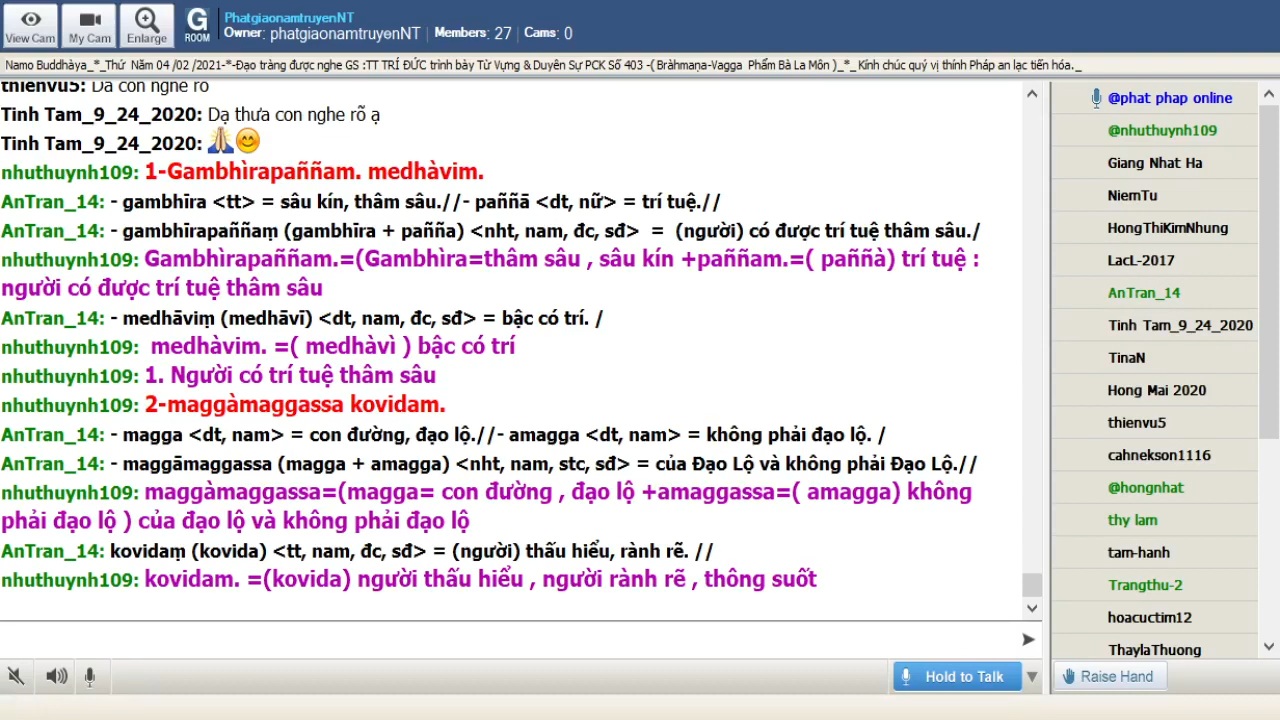 View Cam
My Cam
Enlarge
G
ROOM
PhatgiaonamtruyenNT
Owner: phatgiaonamtruyenNT | Members: 27 | Cams: 0
Namo Buddhàya_*_Thứ Năm 04 /02 /2021-*-Đạo tràng được nghe GS :TT TRÍ ĐỨC trình bày Từ Vựng & Duyên Sự PCK Số 403 -( Bràhmaṇa-Vagga Phẩm Bà La Môn )_*_ Kính chúc quý vị thính Pháp an lạc tiến hóa._
thienvu5: Dạ con nghe rõ
Tinh Tam_9_24_2020: Dạ thưa con nghe rõ ạ
Tinh Tam_9_24_2020: 🙏😊
nhuthuynh109: 1-Gambhìrapaññam. medhàvim.
AnTran_14: - gambhīra <tt> = sâu kín, thâm sâu.//- paññā <dt, nữ> = trí tuệ.//
AnTran_14: - gambhīrapaññaṃ (gambhīra + pañña) <nht, nam, đc, sđ> = (người) có được trí tuệ thâm sâu./
nhuthuynh109: Gambhìrapaññam.=(Gambhìra=thâm sâu , sâu kín +paññam.=( paññà) trí tuệ :
người có được trí tuệ thâm sâu
AnTran_14: - medhāviṃ (medhāvī) <dt, nam, đc, sđ> = bậc có trí. /
nhuthuynh109: medhàvim. =( medhàvì ) bậc có trí
nhuthuynh109: 1. Người có trí tuệ thâm sâu
nhuthuynh109: 2-maggàmaggassa kovidam.
AnTran_14: - magga <dt, nam> = con đường, đạo lộ.//- amagga <dt, nam> = không phải đạo lộ. /
AnTran_14: - maggāmaggassa (magga + amagga) <nht, nam, stc, sđ> = của Đạo Lộ và không phải Đạo Lộ.//
nhuthuynh109: maggàmaggassa=(magga= con đường , đạo lộ +amaggassa=( amagga) không
phải đạo lộ ) của đạo lộ và không phải đạo lộ
AnTran_14: kovidaṃ (kovida) <tt, nam, đc, sđ> = (người) thấu hiểu, rành rẽ. //
nhuthuynh109: kovidam. =(kovida) người thấu hiểu , người rành rẽ , thông suốt
Hold to Talk
@phat phap online
@nhuthuynh109
Giang Nhat Ha
NiemTu
HongThiKimNhung
LacL-2017
AnTran_14
Tinh Tam_9_24_2020
TinaN
Hong Mai 2020
thienvu5
cahnekson1116
@hongnhat
thy lam
tam-hanh
Trangthu-2
hoacuctim12
ThaylaThuong
Raise Hand